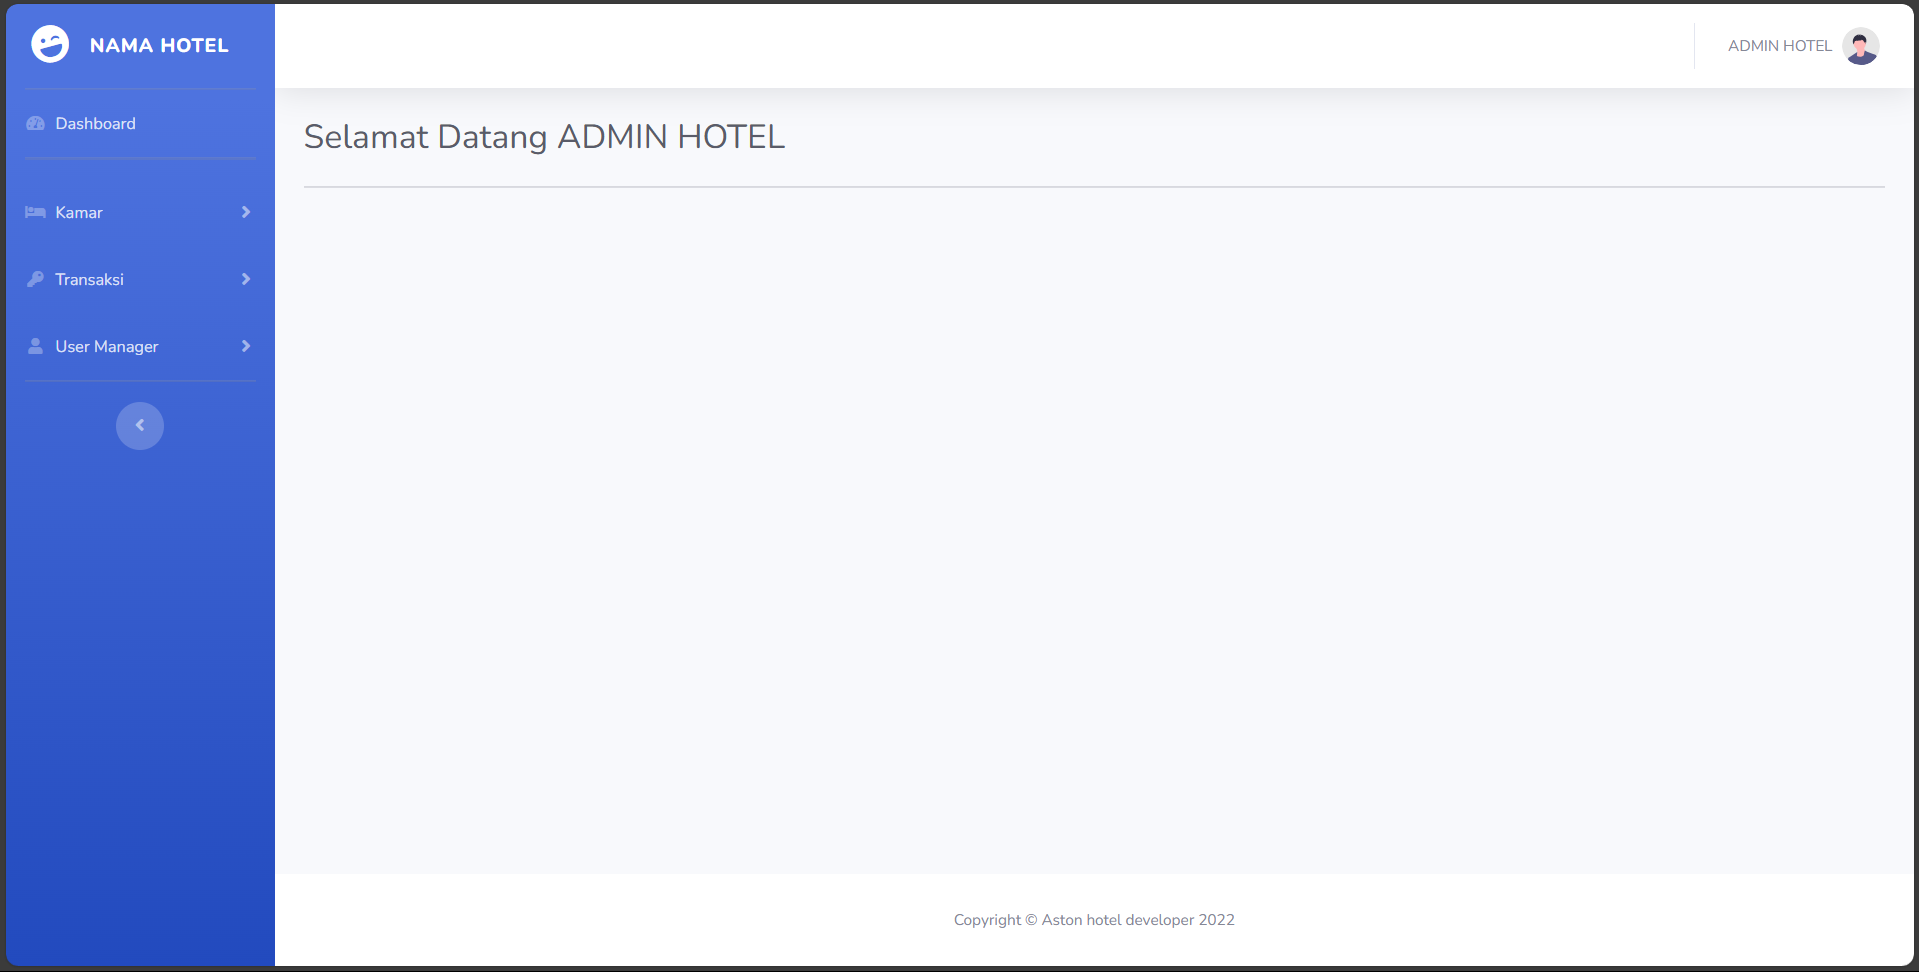 NAMA HOTEL
ADMIN HOTEL
Dashboard
Kamar
Transaksi
User Manager
Selamat Datang ADMIN HOTEL
Copyright © Aston hotel developer 2022